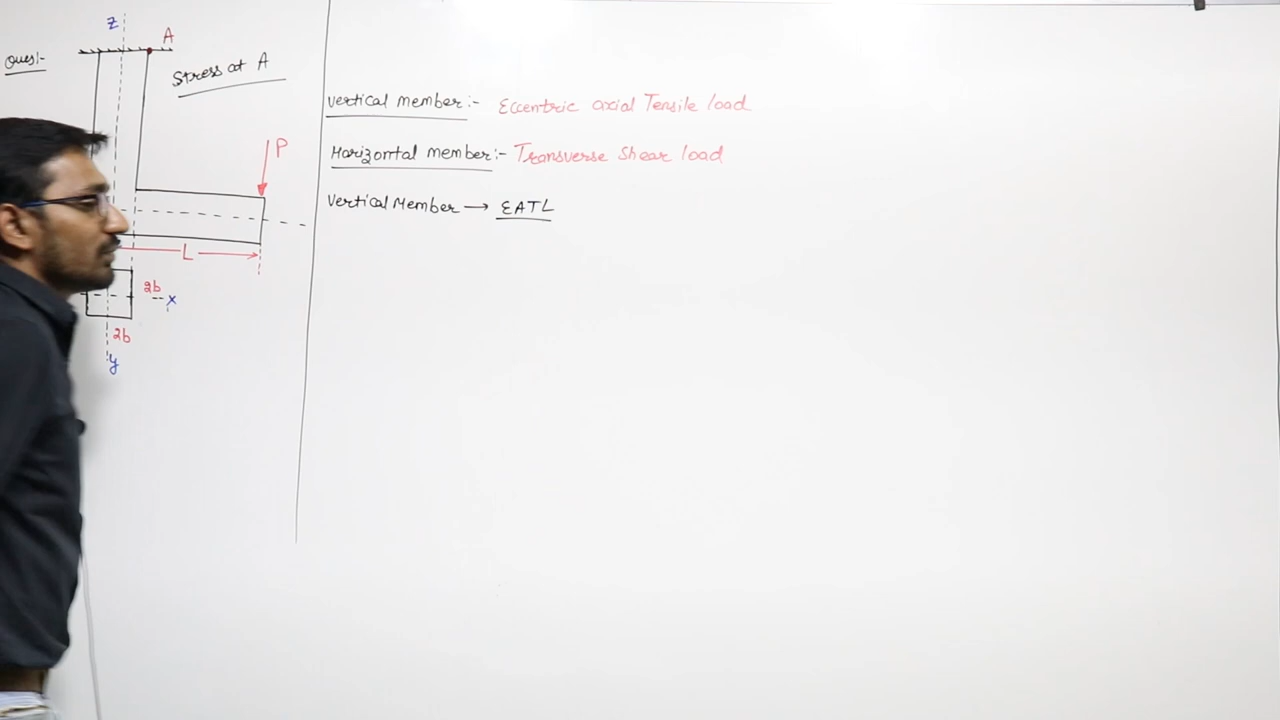 Ques:-
Z
A
Stress at A
P
L
2b
x
2b
y
Vertical member:- Eccentric axial Tensile load
Horizontal member:- Transverse Shear load
Vertical Member → EATL